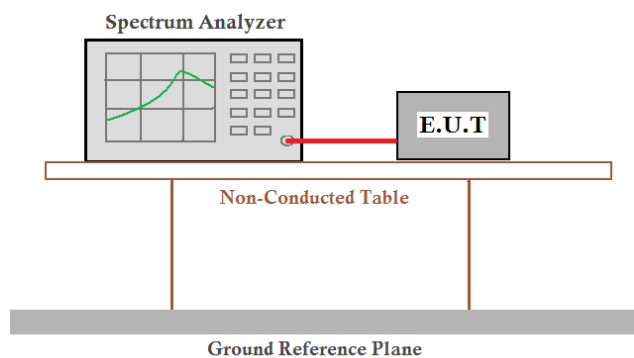 Spectrum Analyzer
E.U.T
Non-Conducted Table
Ground Reference Plane